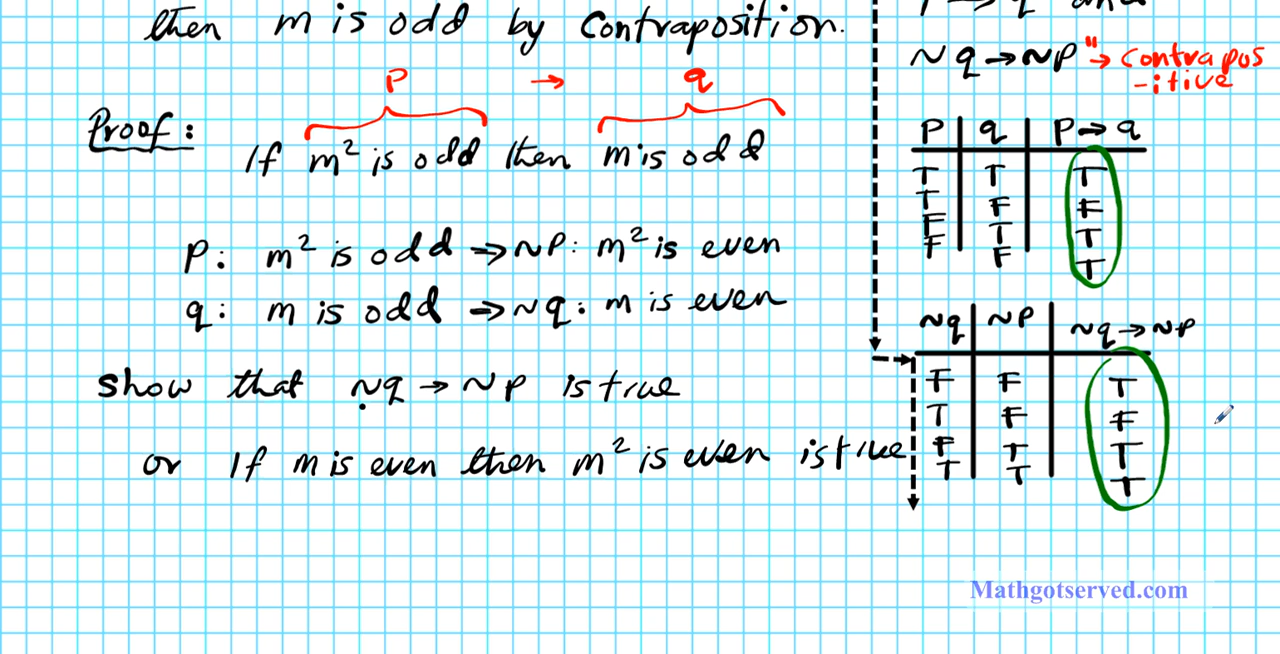 then m is odd by Contraposition.
P → q
Proof:
If m² is odd then m is odd
P: m² is odd → ~P: m² is even
q: m is odd → ~q: m is even
Show that ~q → ~P is true
or If m is even then m² is even is true
~q → ~P " → Contrapos
-itive
P q P → q
T T T
T F F
F T T
F F T
~q ~P ~q → ~P
F F T
T F F
F T T
T T T
Mathgotserved.com